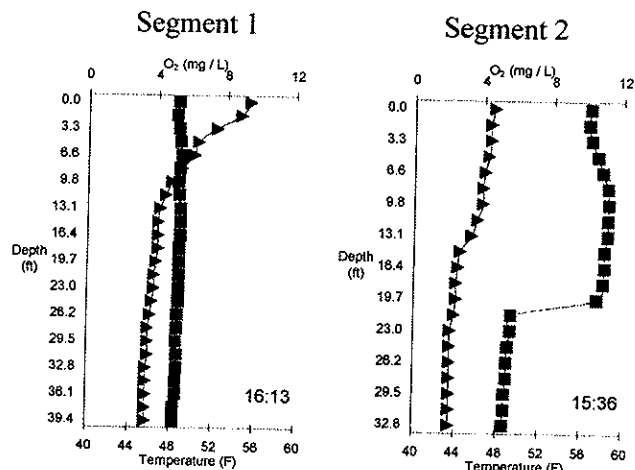 Segment 1
O₂ (mg / L)
0 4 8 12
0.0
3.3
6.6
9.8
13.1
16.4
19.7
23.0
26.2
29.5
32.8
36.1
39.4
Depth
(ft)
16:13
40 44 48 52 56 60
Temperature (F)
Segment 2
O₂ (mg / L)
0 4 8 12
0.0
3.3
6.6
9.8
13.1
16.4
19.7
23.0
26.2
29.5
32.8
Depth
(ft)
15:36
40 44 48 52 56 60
Temperature (F)